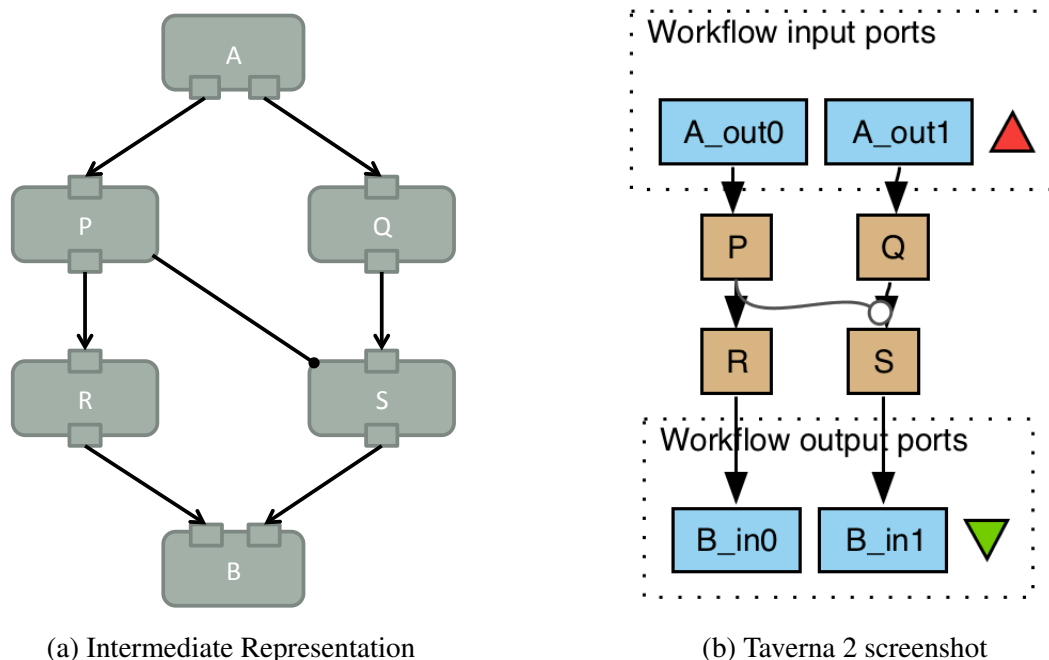 A
P
Q
R
S
B
(a) Intermediate Representation
Workflow input ports
A_out0 A_out1
P Q
R S
Workflow output ports
B_in0 B_in1
(b) Taverna 2 screenshot